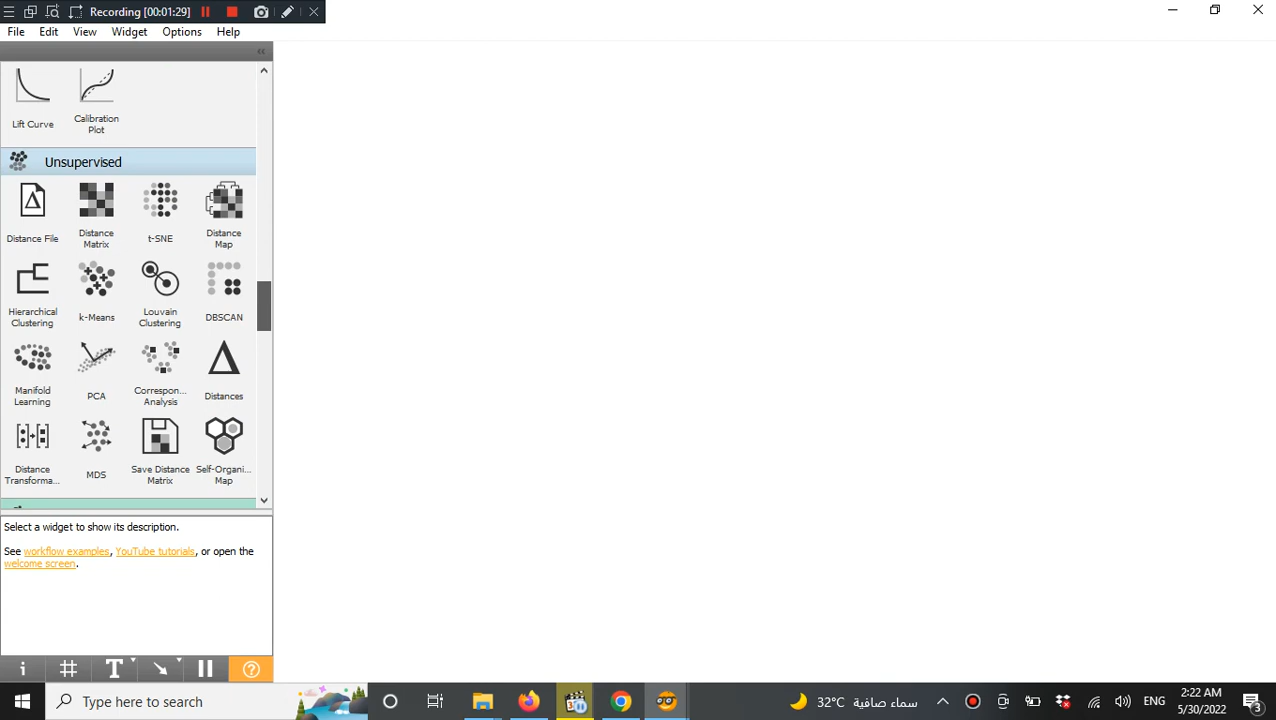 Recording [00:01:29]
File Edit View Widget Options Help
Lift Curve
Calibration
Plot
Unsupervised
Distance File
Distance
Matrix
t-SNE
Distance
Map
Hierarchical
Clustering
k-Means
Louvain
Clustering
DBSCAN
Manifold
Learning
PCA
Correspon...
Analysis
Distances
Distance
Transforma...
MDS
Save Distance
Matrix
Self-Organi...
Map
Select a widget to show its description.
See workflow examples, YouTube tutorials, or open the
welcome screen.
Type here to search
32°C سماء صافية
ENG
2:22 AM
5/30/2022
3